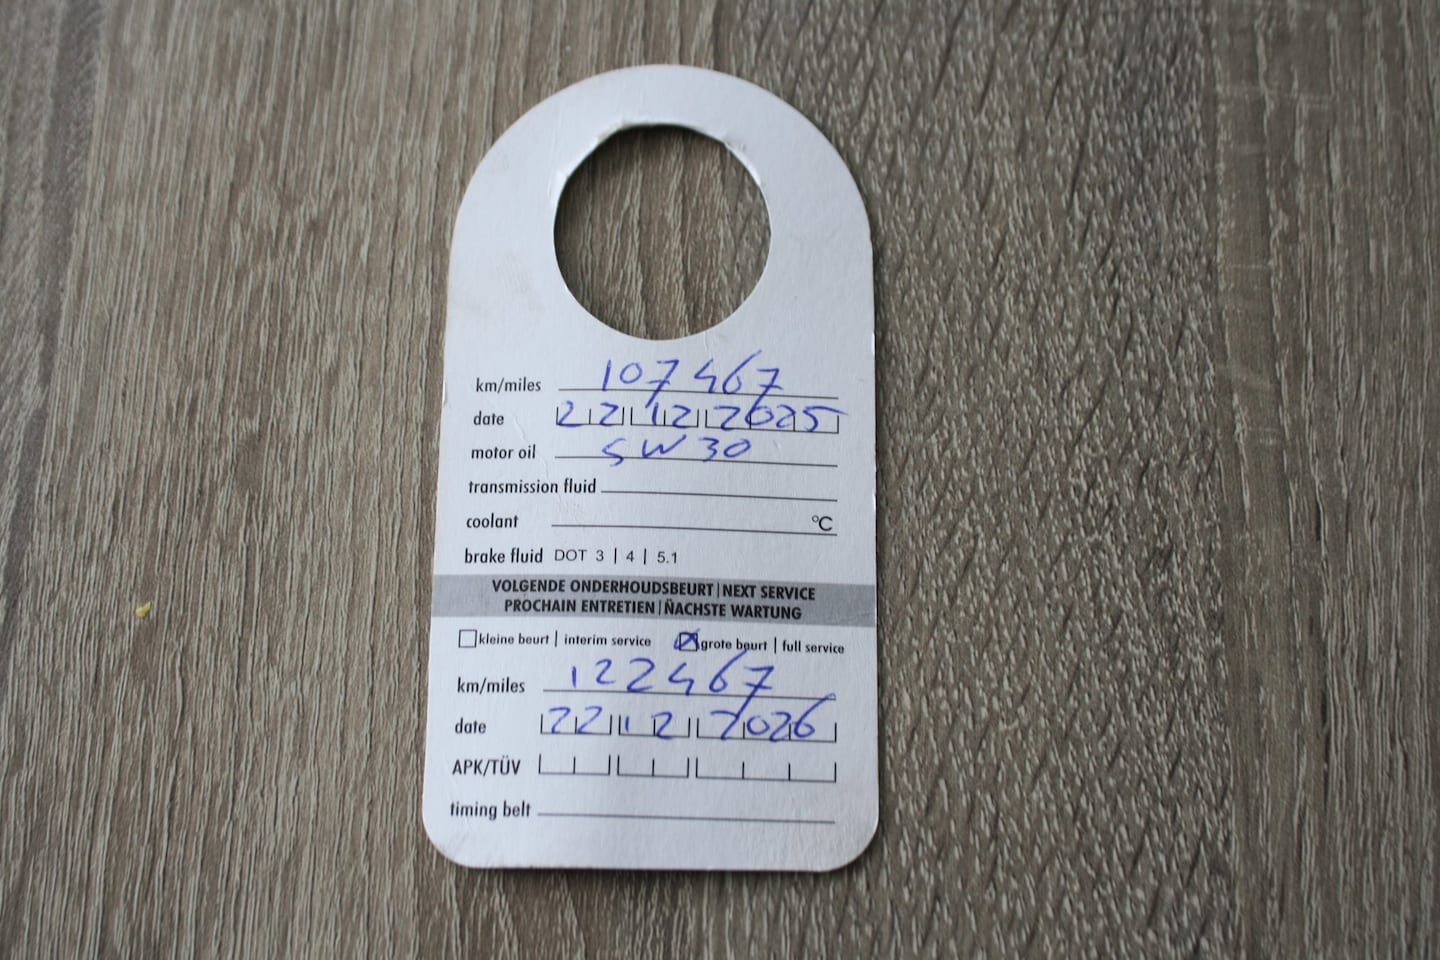 km/miles 107467
date 22 12 2025
motor oil 5W30
transmission fluid
coolant °C
brake fluid DOT 3 | 4 | 5.1
VOLGENDE ONDERHOUDSBEURT | NEXT SERVICE
PROCHAIN ENTRETIEN | ÑACHSTE WARTUNG
kleine beurt | interim service grote beurt | full service
km/miles 122467
date 22 12 2026
APK/TÜV
timing belt